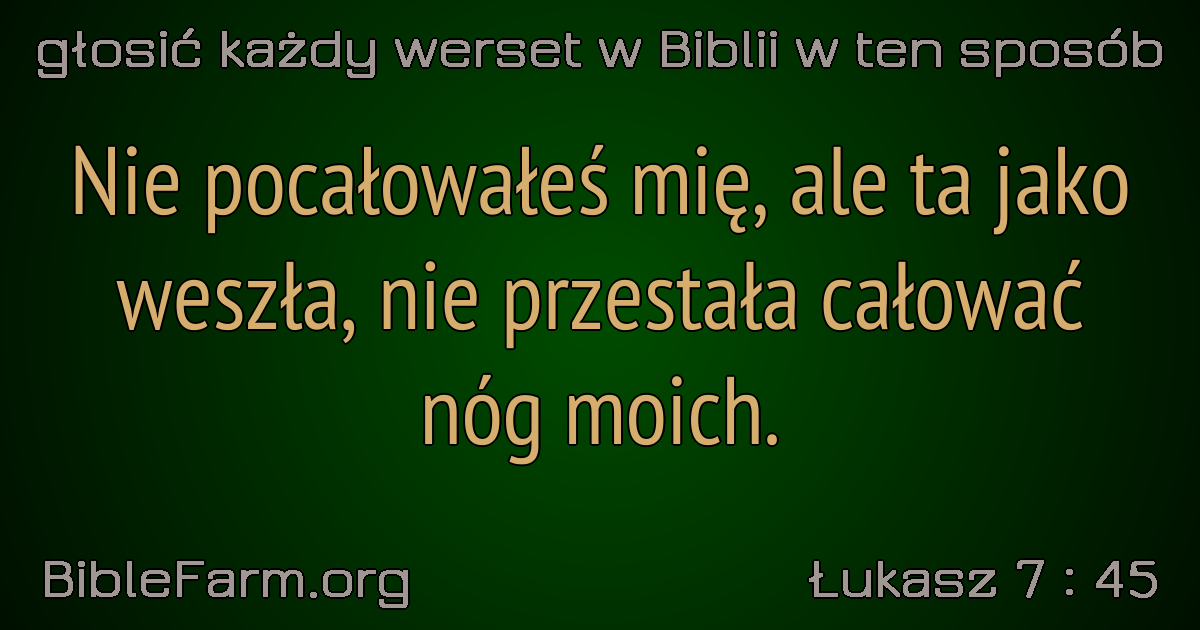 głosić każdy werset w Biblii w ten sposób
Nie pocałowałeś mię, ale ta jako
weszła, nie przestała całować
nóg moich.
BibleFarm.org
Łukasz 7 : 45